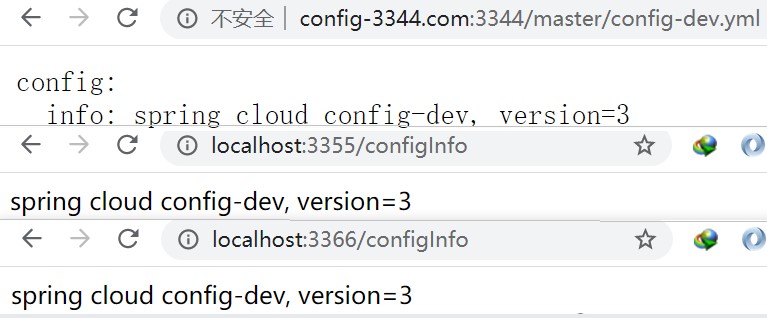 不安全 | config-3344.com:3344/master/config-dev.yml
config:
  info: spring cloud config-dev, version=3
localhost:3355/configInfo
spring cloud config-dev, version=3
localhost:3366/configInfo
spring cloud config-dev, version=3